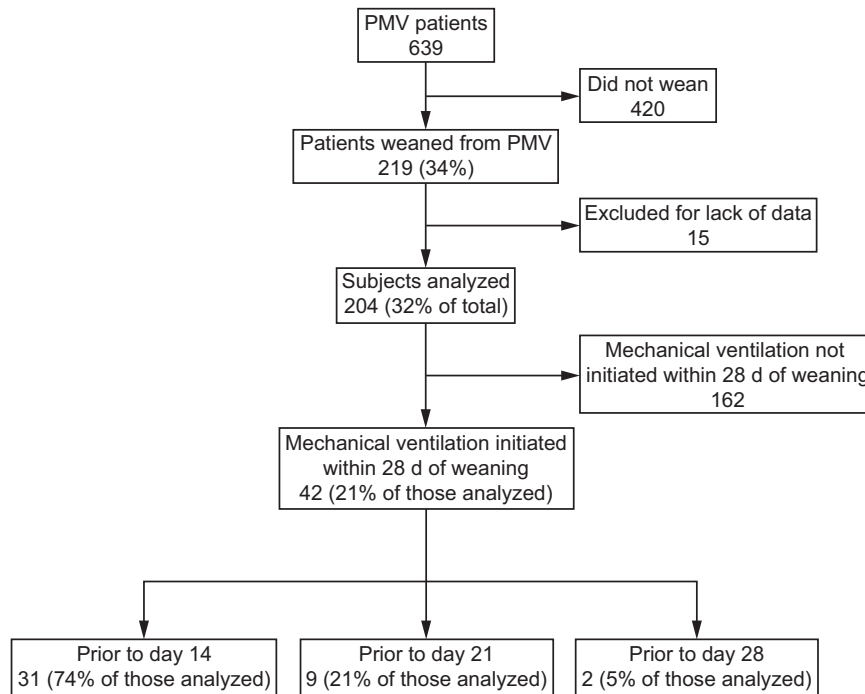 PMV patients
639
Did not wean
420
Patients weaned from PMV
219 (34%)
Excluded for lack of data
15
Subjects analyzed
204 (32% of total)
Mechanical ventilation not
initiated within 28 d of weaning
162
Mechanical ventilation initiated
within 28 d of weaning
42 (21% of those analyzed)
Prior to day 14
31 (74% of those analyzed)
Prior to day 21
9 (21% of those analyzed)
Prior to day 28
2 (5% of those analyzed)